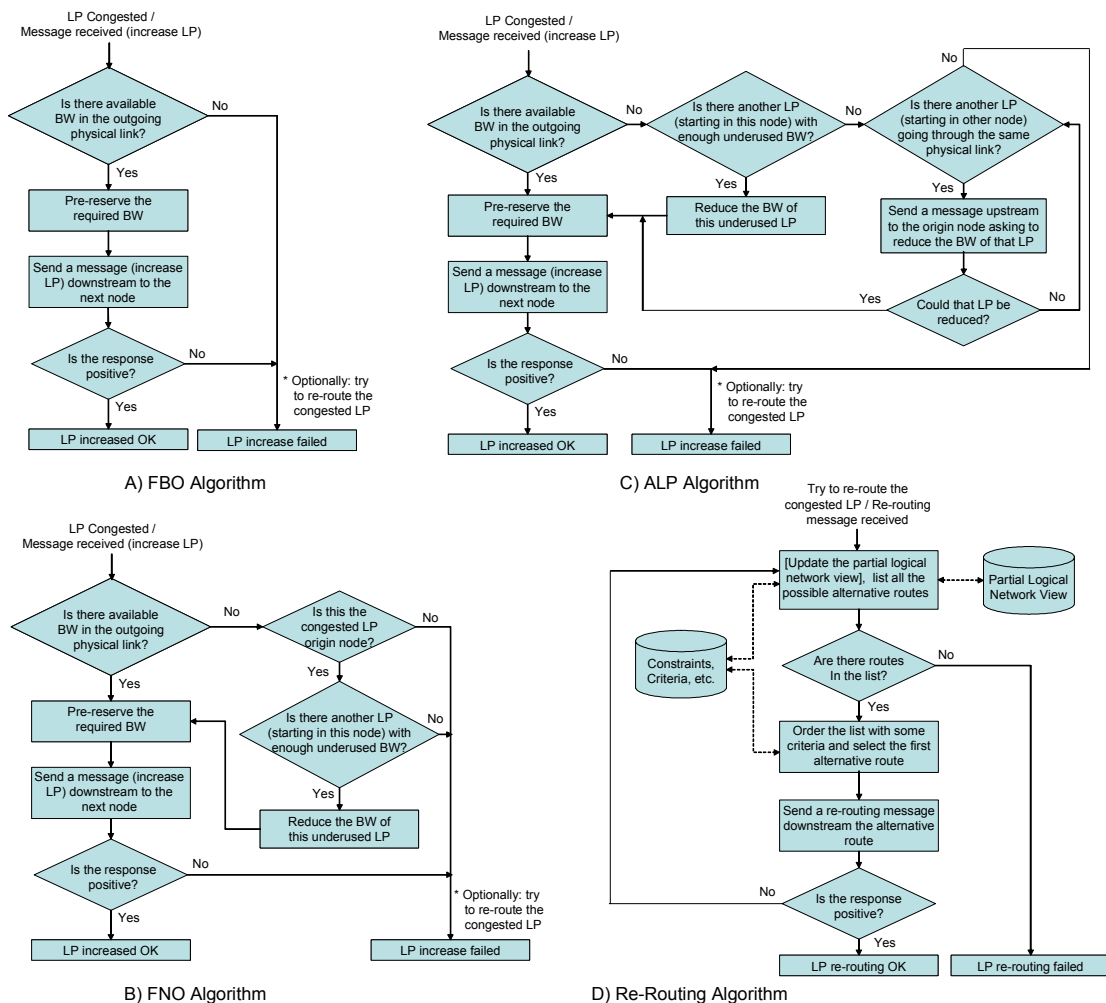 LP Congested /
Message received (increase LP)
Is there available
BW in the outgoing
physical link?
No
Yes
Pre-reserve the
required BW
Send a message (increase
LP) downstream to the
next node
Is the response
positive?
No
* Optionally: try
to re-route the
congested LP
Yes
LP increased OK
LP increase failed
A) FBO Algorithm
LP Congested /
Message received (increase LP)
Is there available
BW in the outgoing
physical link?
No
Is there another LP
(starting in this node) with
enough underused BW?
No
Is there another LP
(starting in other node)
going through the same
physical link?
No
Yes
Yes
Yes
Pre-reserve the
required BW
Reduce the BW of
this underused LP
Send a message upstream
to the origin node asking to
reduce the BW of that LP
Send a message (increase
LP) downstream to the
next node
Yes
Could that LP be
reduced?
No
Is the response
positive?
No
* Optionally: try
to re-route the
congested LP
Yes
LP increased OK
LP increase failed
C) ALP Algorithm
LP Congested /
Message received (increase LP)
Is there available
BW in the outgoing
physical link?
No
Is this the
congested LP
origin node?
No
Yes
Yes
Pre-reserve the
required BW
Is there another LP
(starting in this node) with
enough underused BW?
No
Send a message (increase
LP) downstream to the
next node
Yes
Reduce the BW of
this underused LP
Is the response
positive?
No
* Optionally: try
to re-route the
congested LP
Yes
LP increased OK
LP increase failed
B) FNO Algorithm
Try to re-route the
congested LP / Re-routing
message received
[Update the partial logical
network view], list all the
possible alternative routes
Partial Logical
Network View
Constraints,
Criteria, etc.
Are there routes
In the list?
No
Yes
Order the list with some
criteria and select the first
alternative route
Send a re-routing message
downstream the alternative
route
No
Is the response
positive?
Yes
LP re-routing OK
LP re-routing failed
D) Re-Routing Algorithm